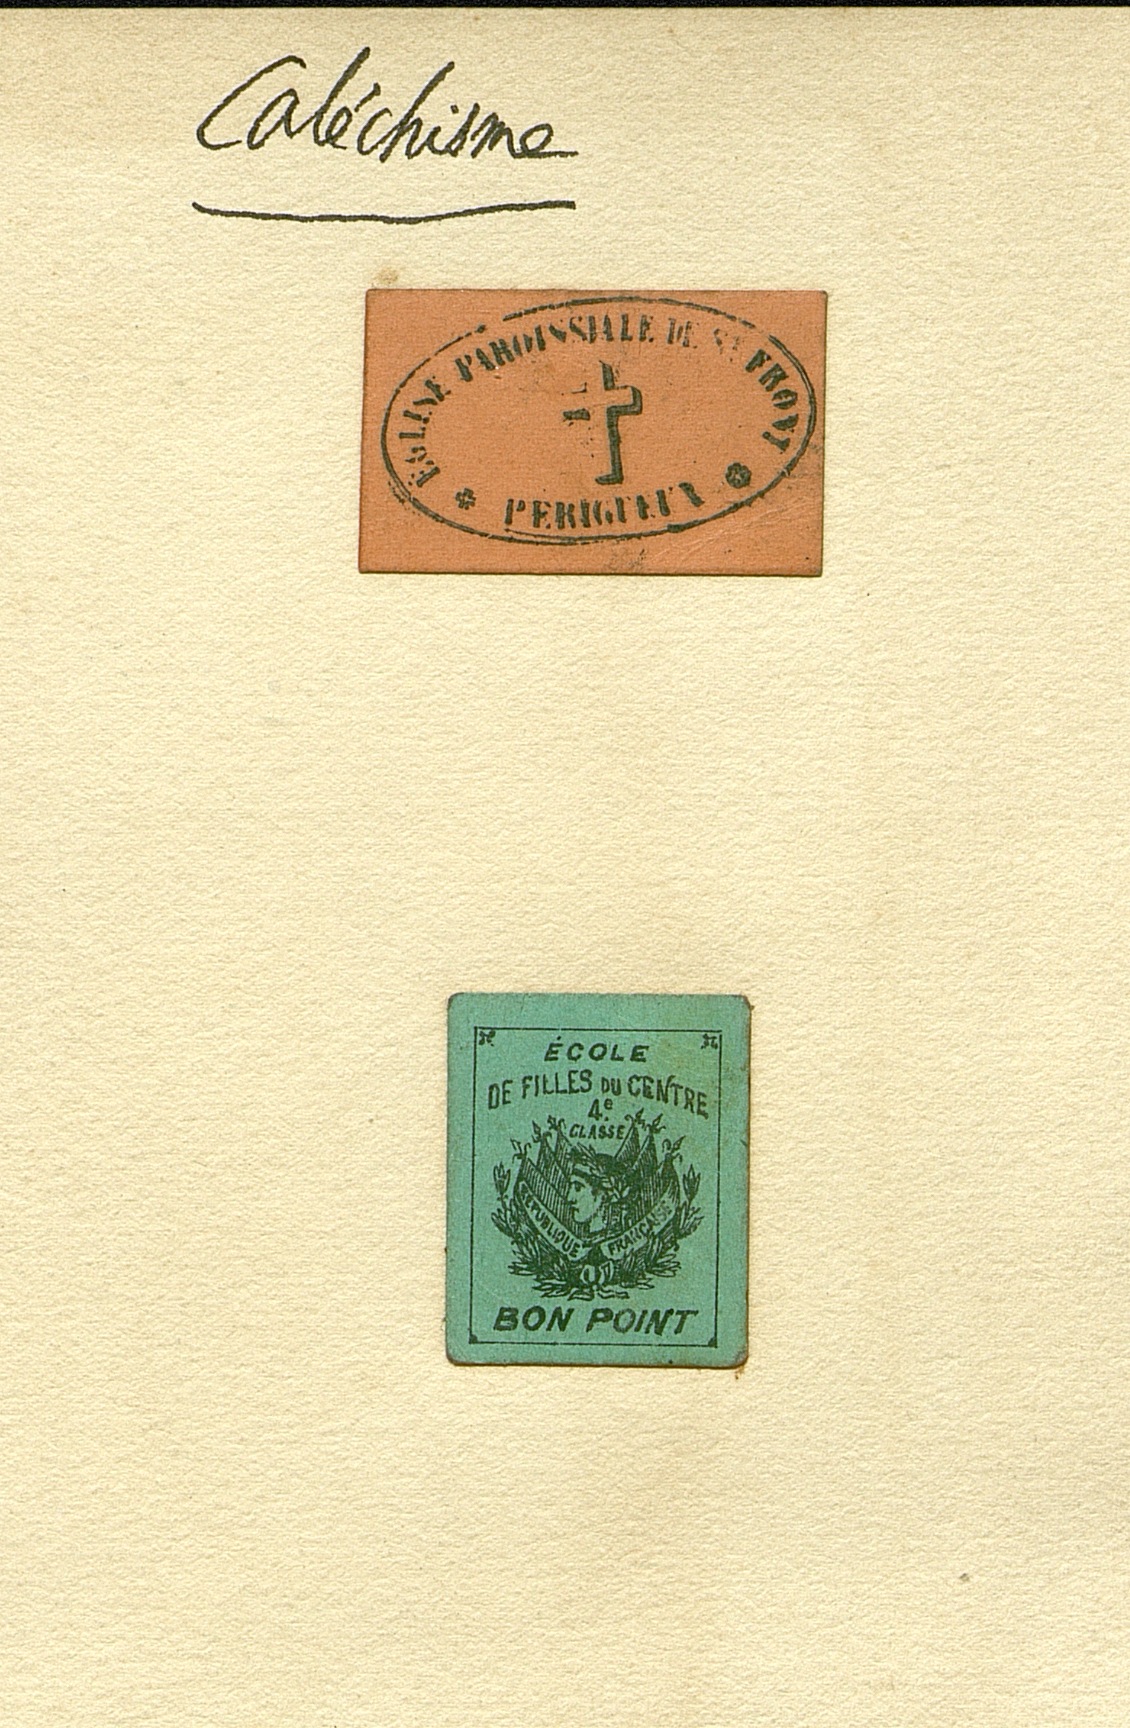 Catéchisme
ÉGLISE PAROISSIALE DE St FRONT
PERIGUEUX
ÉCOLE
DE FILLES DU CENTRE
4e
CLASSE
RÉPUBLIQUE FRANÇAISE
BON POINT